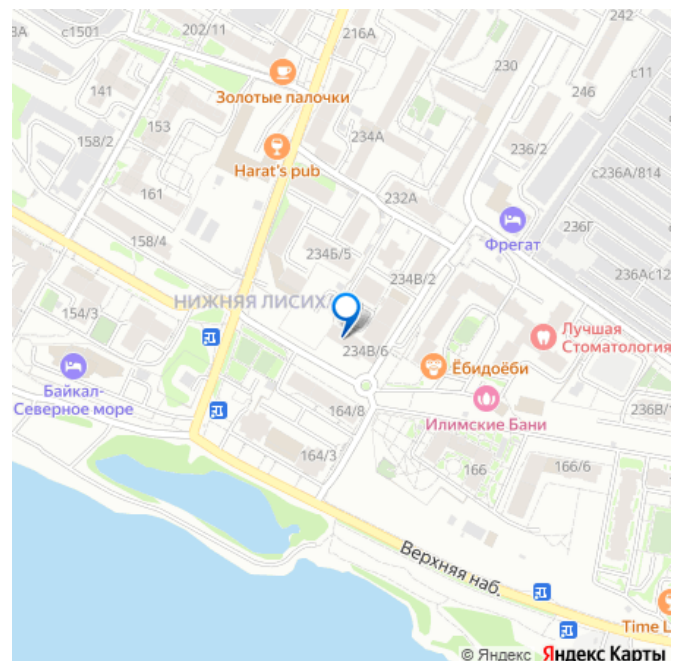 202/11
с1501
3А
216А
242
230
с11
141
Золотые палочки
246
153
158/2
234А
236/2
Harat's pub
с236А/814
161
232А
236Г
Фрегат
158/4
234Б/5
234В/2
236Ас12
НИЖНЯЯ ЛИСИХ
154/3
234В/6
Лучшая
Стоматология
Ёбидоёби
Байкал-
Северное море
164/8
Илимские Бани
236В/1
164/3
166
166/6
Верхняя наб.
Time L
© Яндекс Яндекс Карты